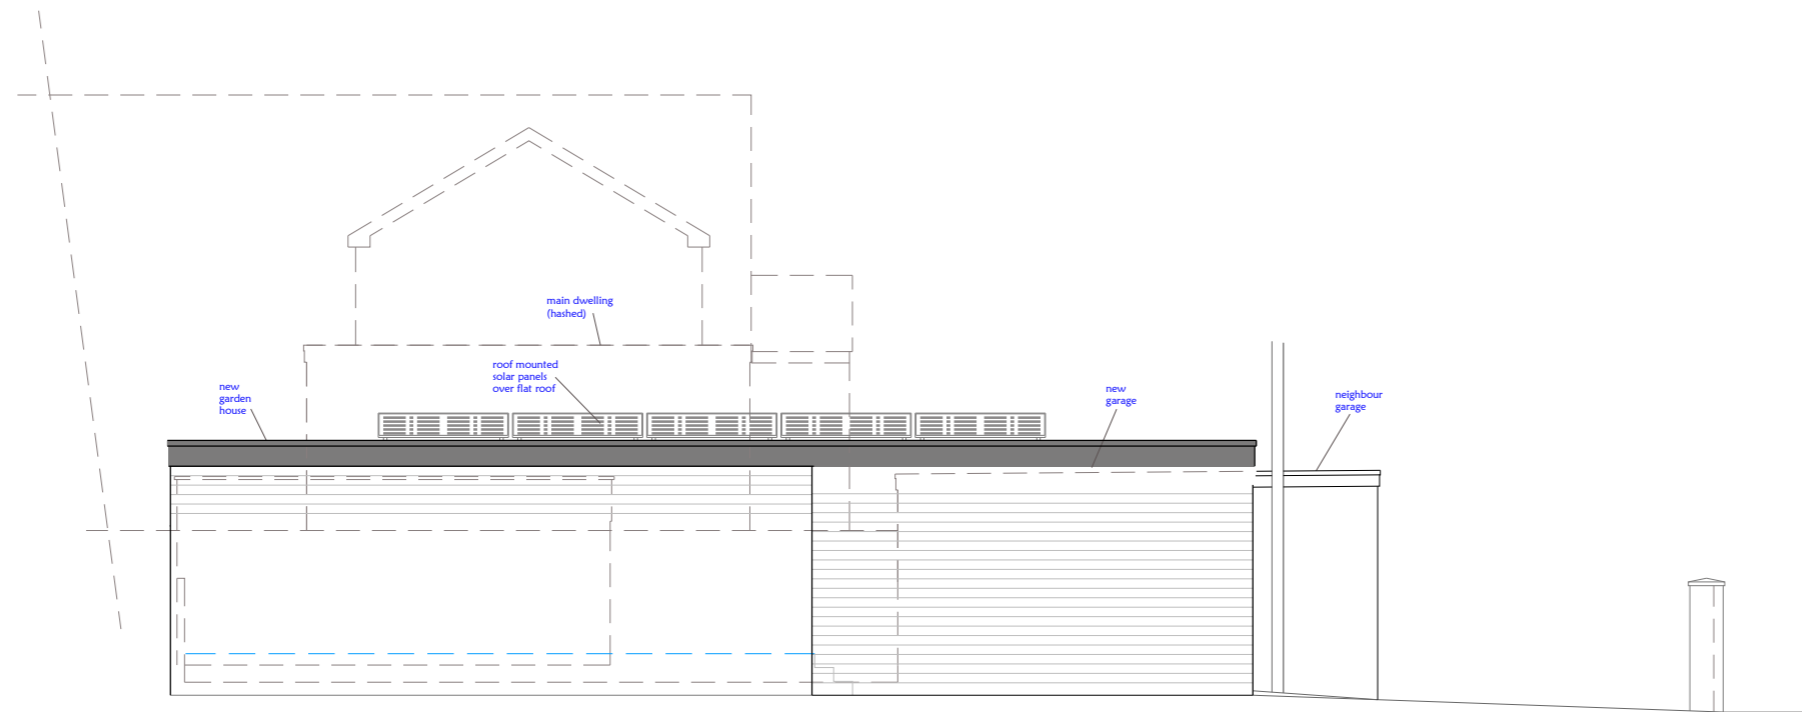 main dwelling
(hashed)
roof mounted
solar panels
over flat roof
new
garden
house
new
garage
neighbour
garage